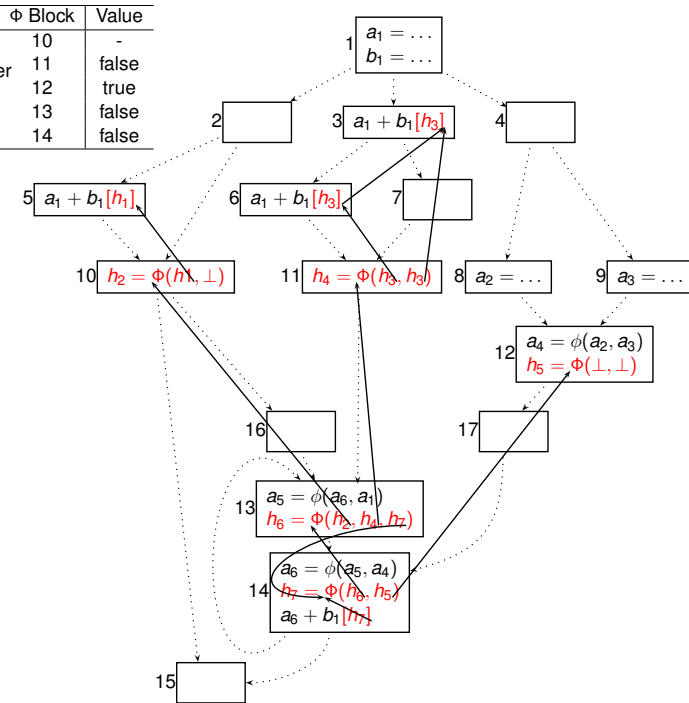 Φ Block Value
10 -
er 11 false
12 true
13 false
14 false
1 a₁ = …
b₁ = …
2
3 a₁ + b₁[h₃]
4
5 a₁ + b₁[h₁]
6 a₁ + b₁[h₃]
7
10 h₂ = Φ(h1, ⊥)
11 h₄ = Φ(h₃, h₃)
8 a₂ = …
9 a₃ = …
12 a₄ = ϕ(a₂, a₃)
h₅ = Φ(⊥, ⊥)
16
17
13 a₅ = ϕ(a₆, a₁)
h₆ = Φ(h₂, h₄, h₇)
14 a₆ = ϕ(a₅, a₄)
h₇ = Φ(h₆, h₅)
a₆ + b₁[h₇]
15